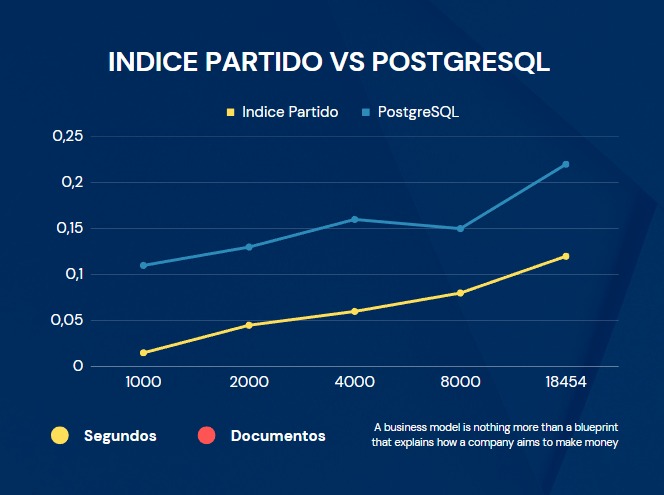 INDICE PARTIDO VS POSTGRESQL
Indice Partido PostgreSQL
0,25
0,2
0,15
0,1
0,05
0
1000 2000 4000 8000 18454
Segundos Documentos
A business model is nothing more than a blueprint
that explains how a company aims to make money